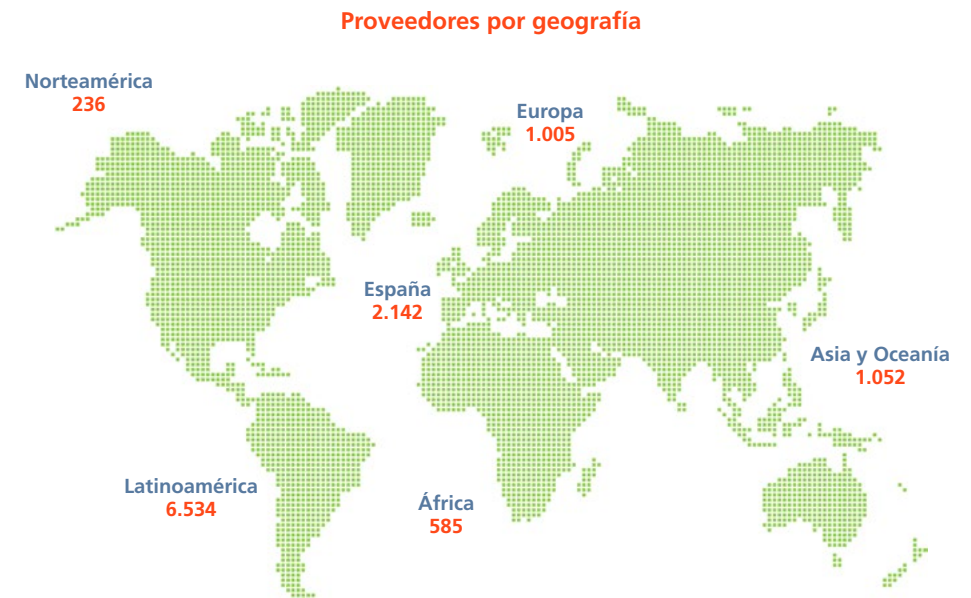 Proveedores por geografía
Norteamérica
236
Europa
1.005
España
2.142
Asia y Oceanía
1.052
Latinoamérica
6.534
África
585